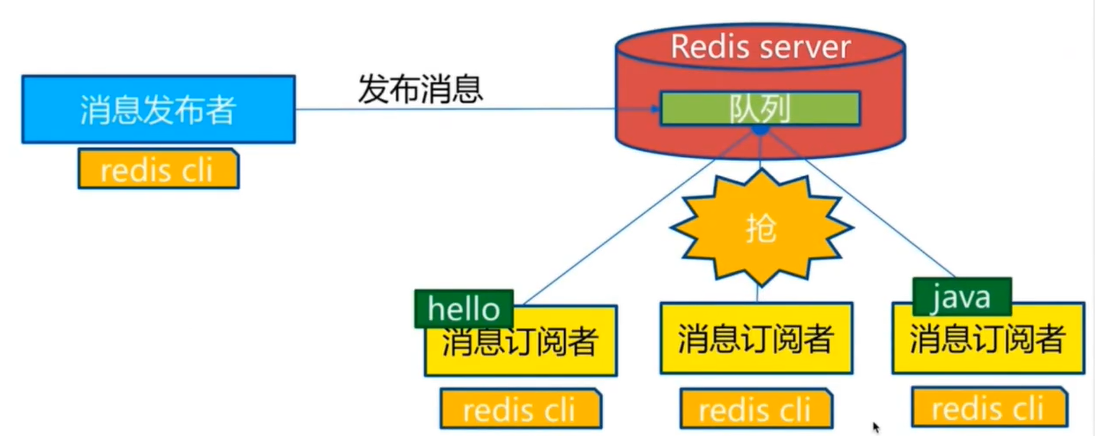 Redis server
发布消息
队列
消息发布者
redis cli
抢
hello
java
消息订阅者
消息订阅者
消息订阅者
redis cli
redis cli
redis cli